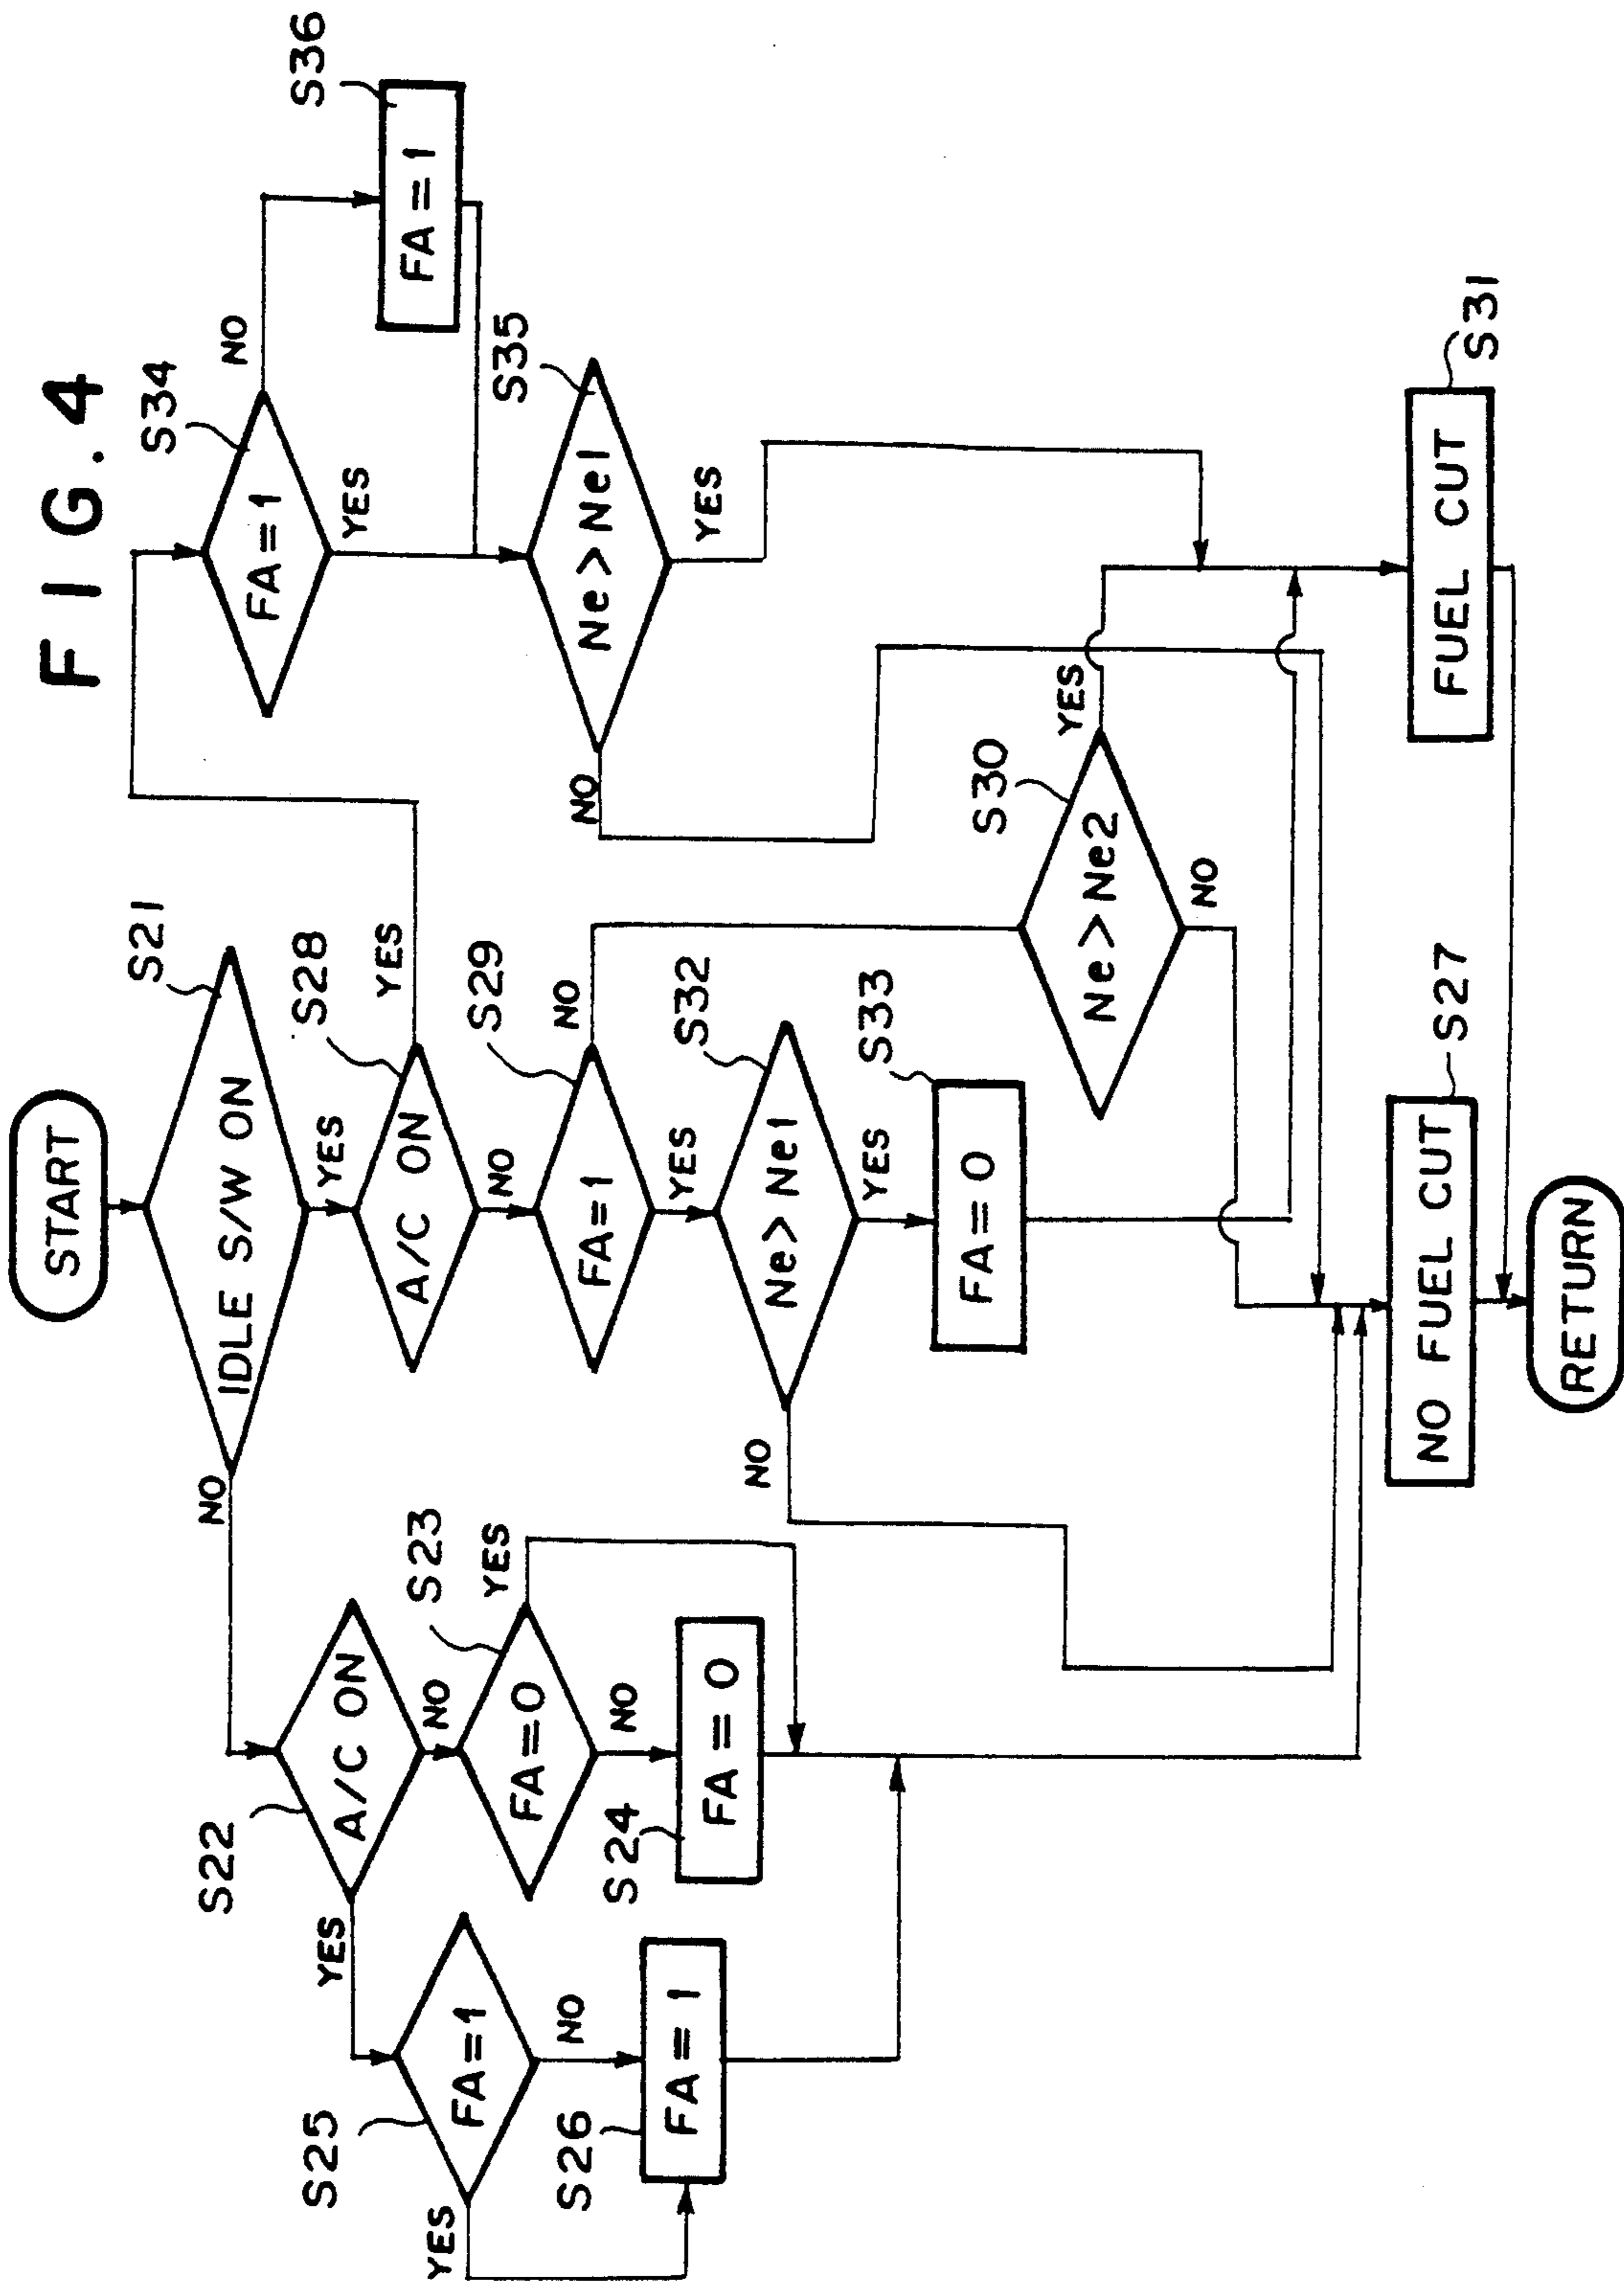 FIG. 4
START
IDLE S/W ON
S21
NO
YES
A/C ON
S22
YES
NO
FA=1
S25
YES
NO
FA = 1
S26
FA=0
S23
YES
NO
FA = 0
S24
A/C ON
S28
YES
NO
FA=1
S29
NO
YES
Ne > Ne1
S32
NO
YES
FA = 0
S33
FA=1
S34
NO
YES
FA = 1
S36
Ne > Ne1
S35
NO
YES
Ne > Ne2
S30
YES
NO
NO FUEL CUT
S27
FUEL CUT
S31
RETURN